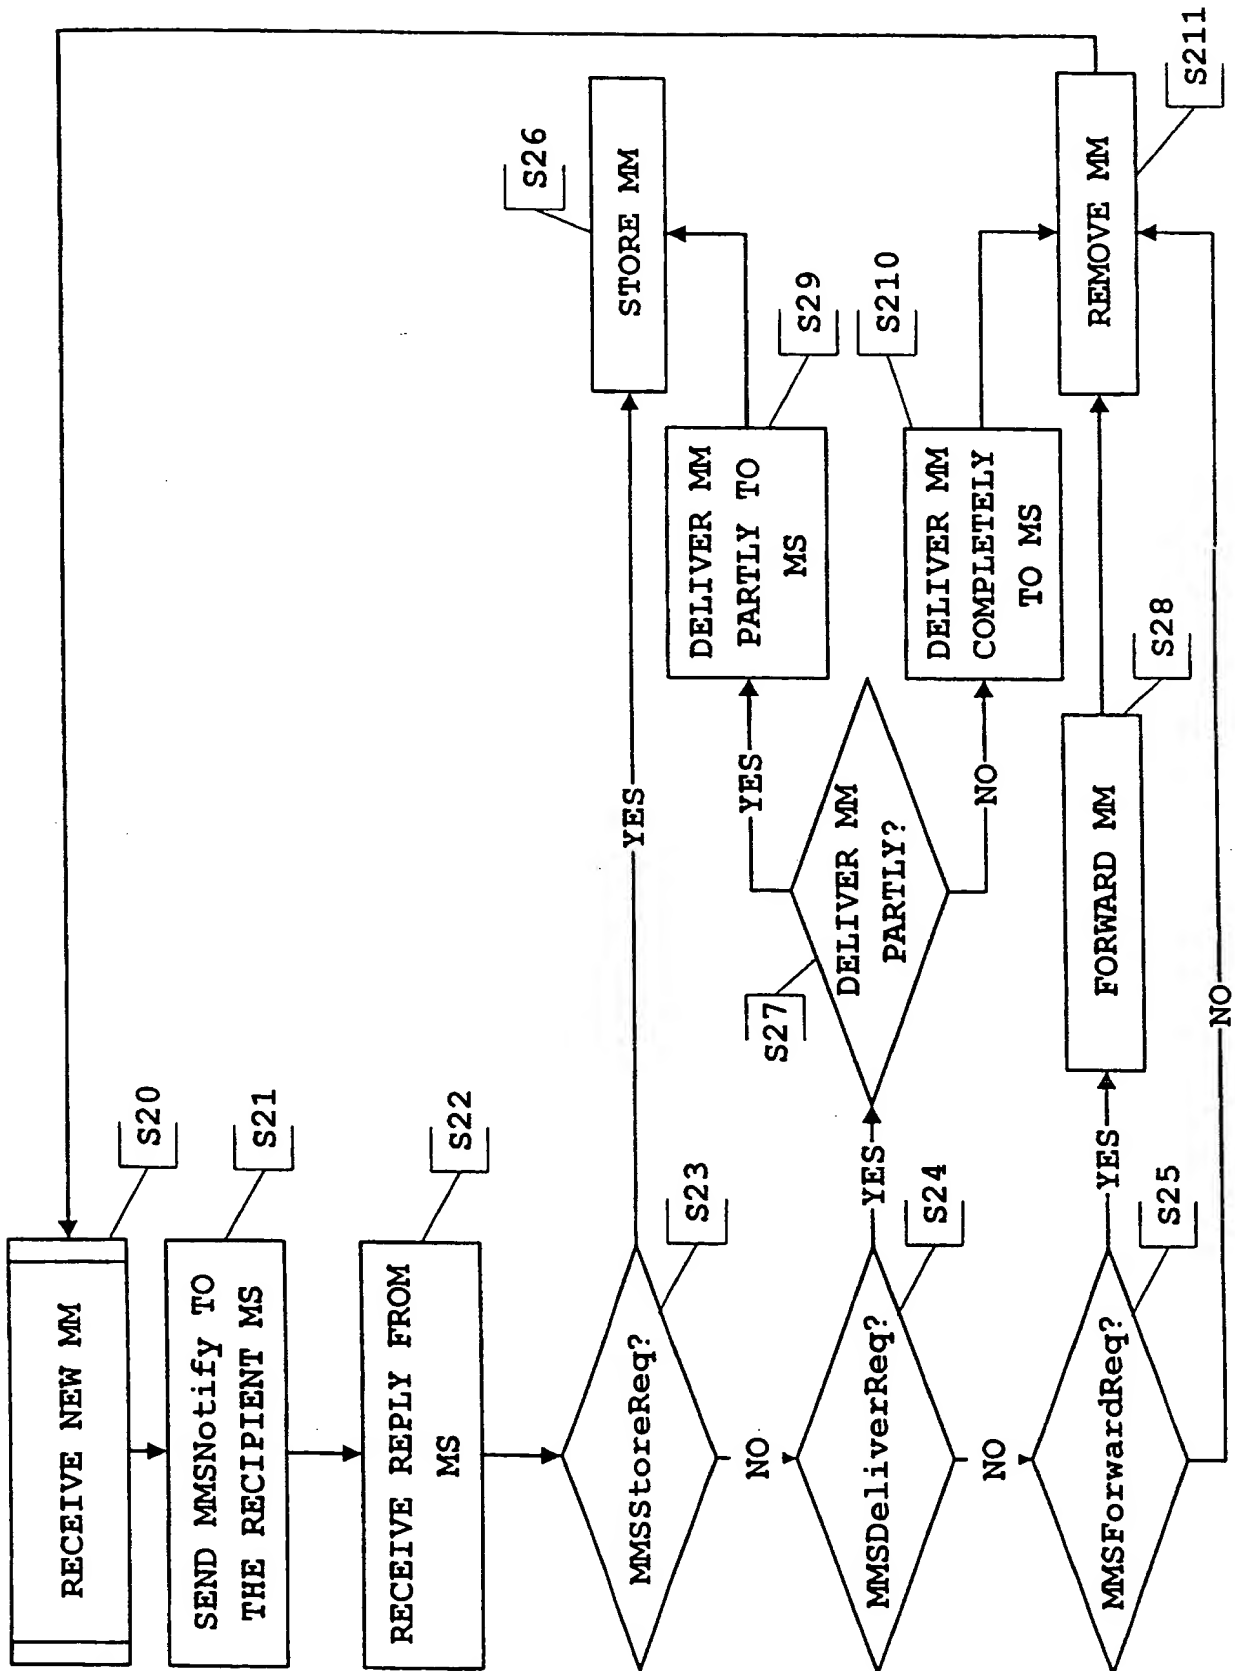 RECEIVE NEW MM
S20
SEND MMSNotify TO
THE RECIPIENT MS
S21
RECEIVE REPLY FROM
MS
S22
MMSStoreReq?
S23
YES
STORE MM
S26
NO
MMSDeliverReq?
S24
YES
DELIVER MM
PARTLY?
S27
YES
DELIVER MM
PARTLY TO
MS
S29
NO
DELIVER MM
COMPLETELY
TO MS
S210
NO
MMSForwardReq?
S25
YES
FORWARD MM
S28
REMOVE MM
S211
NO